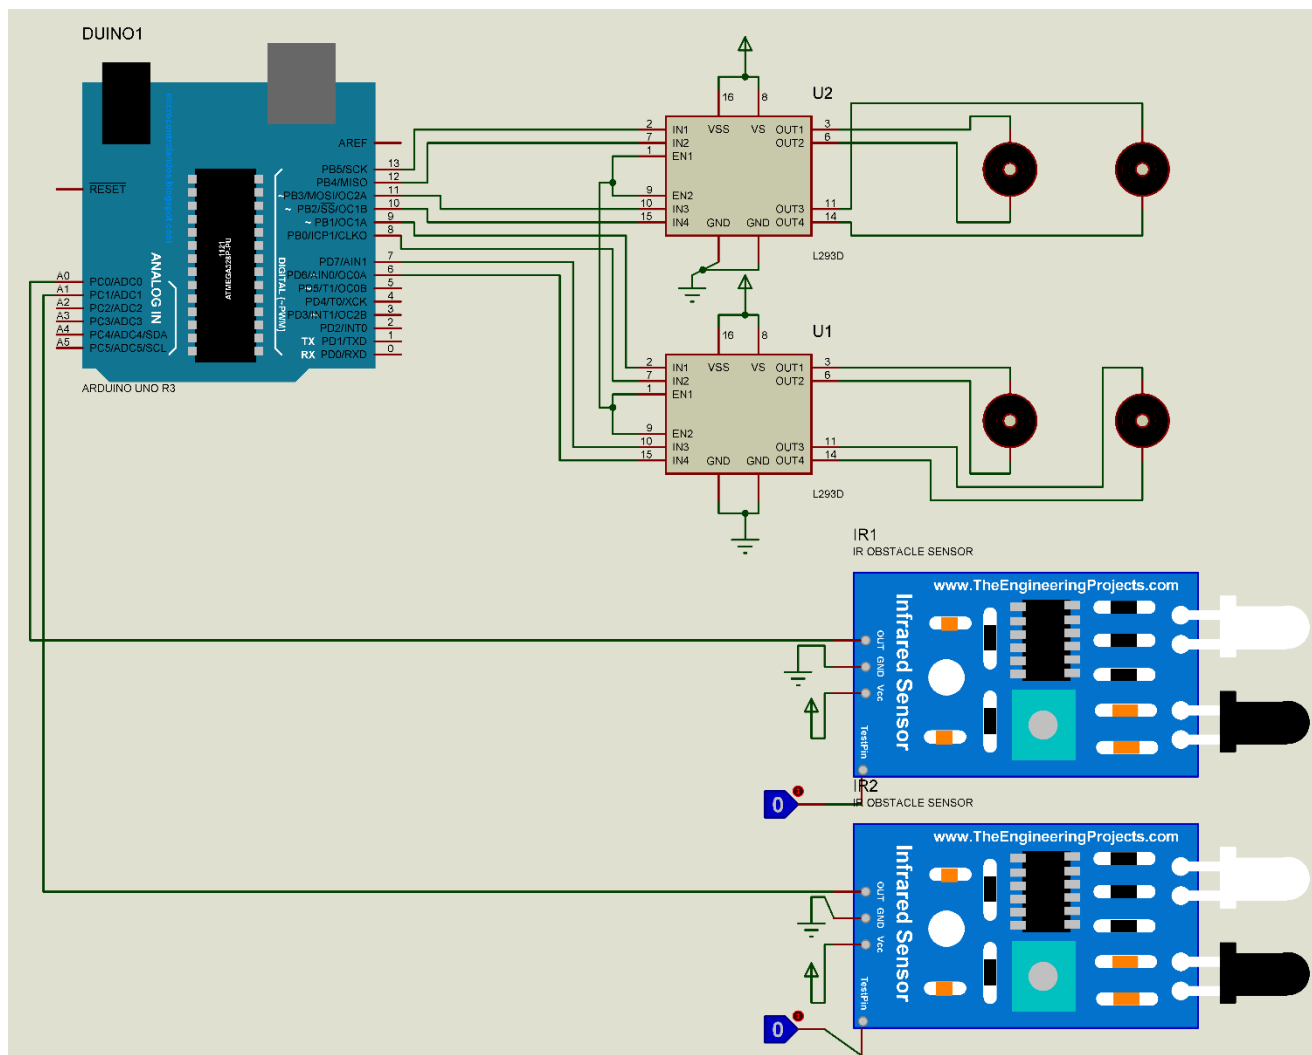 DUINO1
microcontrolandos.blogspot.com
AREF
RESET
PB5/SCK 13
PB4/MISO 12
~ PB3/MOSI/OC2A 11
~ PB2/SS/OC1B 10
~ PB1/OC1A 9
PB0/ICP1/CLKO 8
1121
ATMEGA328P-PU
DIGITAL (~PWM)
ANALOG IN
PD7/AIN1 7
PD6/AIN0/OC0A 6
PD5/T1/OC0B 5
PD4/T0/XCK 4
PD3/INT1/OC2B 3
PD2/INT0 2
TX PD1/TXD 1
RX PD0/RXD 0
A0 PC0/ADC0
A1 PC1/ADC1
A2 PC2/ADC2
A3 PC3/ADC3
A4 PC4/ADC4/SDA
A5 PC5/ADC5/SCL
ARDUINO UNO R3
U2
16 8
VSS VS
2 IN1 OUT1 3
7 IN2 OUT2 6
1 EN1
9 EN2
10 IN3 OUT3 11
15 IN4 OUT4 14
GND GND
L293D
U1
16 8
VSS VS
2 IN1 OUT1 3
7 IN2 OUT2 6
1 EN1
9 EN2
10 IN3 OUT3 11
15 IN4 OUT4 14
GND GND
L293D
IR1
IR OBSTACLE SENSOR
www.TheEngineeringProjects.com
Infrared Sensor
OUT
GND
Vcc
TestPin
0
IR2
IR OBSTACLE SENSOR
www.TheEngineeringProjects.com
Infrared Sensor
OUT
GND
Vcc
TestPin
0